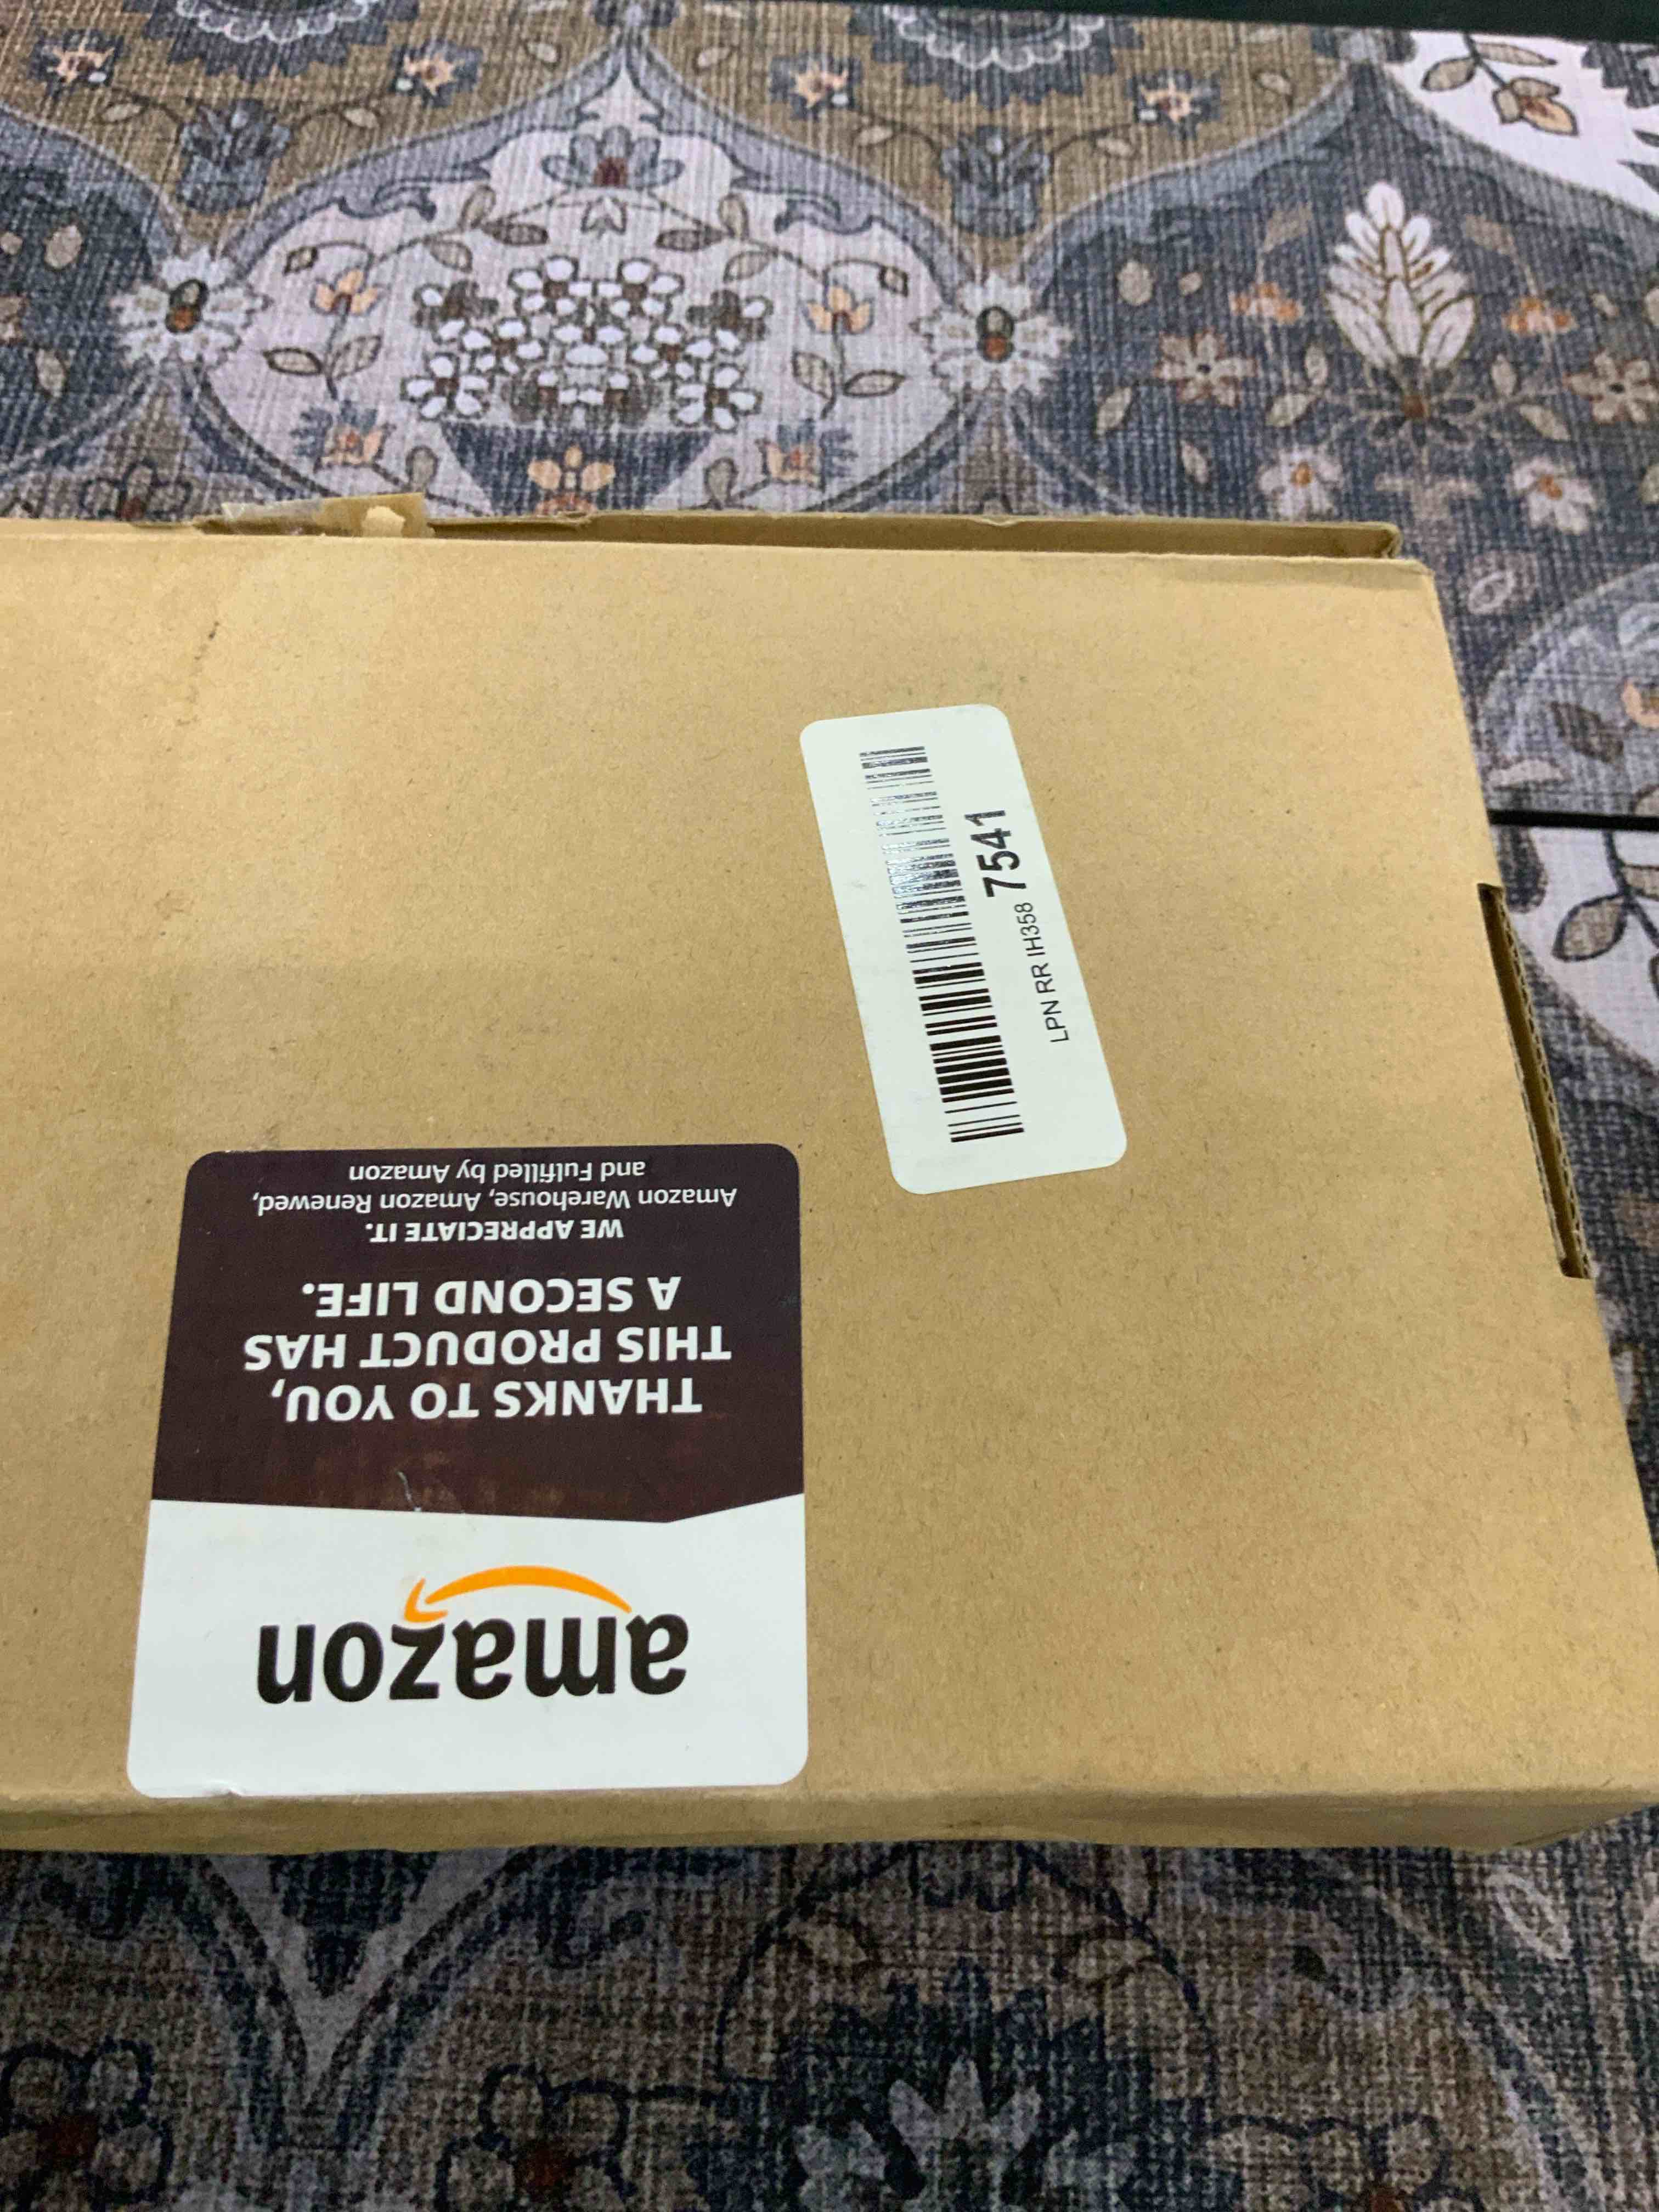 amazon
THANKS TO YOU,
THIS PRODUCT HAS
A SECOND LIFE.
WE APPRECIATE IT.
Amazon Warehouse, Amazon Renewed,
and Fulfilled by Amazon
LPN RR IH358 7541